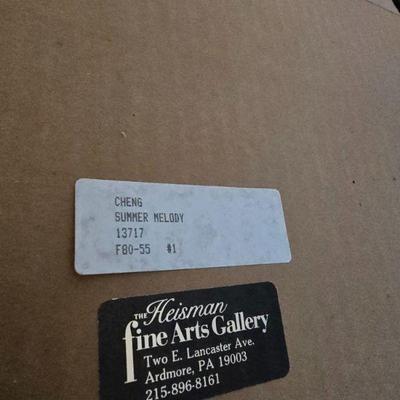 CHENG
SUMMER MELODY
13717
F80-55 #1
THE Heisman
fine Arts Gallery
Two E. Lancaster Ave.
Ardmore, PA 19003
215-896-8161